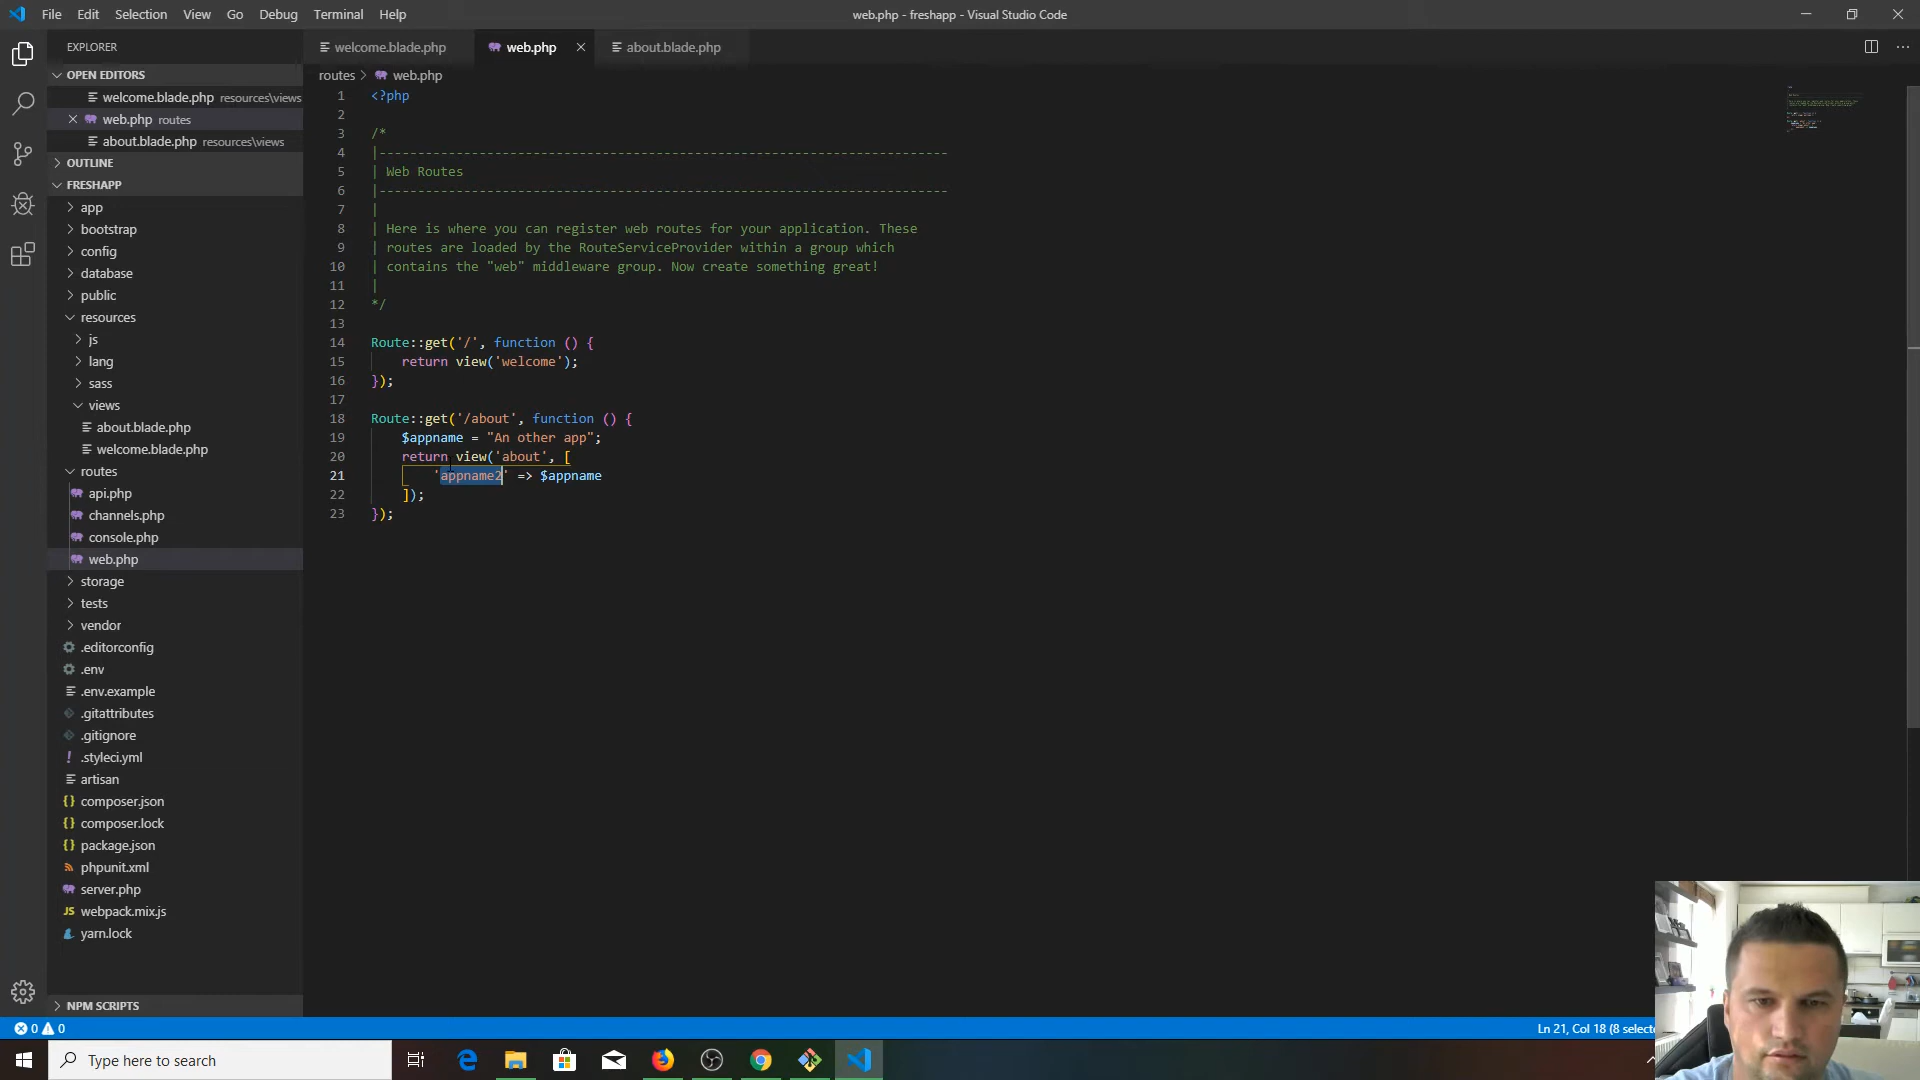 File Edit Selection View Go Debug Terminal Help
web.php - freshapp - Visual Studio Code
EXPLORER
OPEN EDITORS
welcome.blade.php resources\views
web.php routes
about.blade.php resources\views
OUTLINE
FRESHAPP
app
bootstrap
config
database
public
resources
js
lang
sass
views
about.blade.php
welcome.blade.php
routes
api.php
channels.php
console.php
web.php
storage
tests
vendor
.editorconfig
.env
.env.example
.gitattributes
.gitignore
.styleci.yml
artisan
composer.json
composer.lock
package.json
phpunit.xml
server.php
webpack.mix.js
yarn.lock
NPM SCRIPTS
welcome.blade.php web.php about.blade.php
routes > web.php
1 <?php
2
3 /*
4 |--------------------------------------------------------------------------
5 | Web Routes
6 |--------------------------------------------------------------------------
7 |
8 | Here is where you can register web routes for your application. These
9 | routes are loaded by the RouteServiceProvider within a group which
10 | contains the "web" middleware group. Now create something great!
11 |
12 */
13
14 Route::get('/', function () {
15 return view('welcome');
16 });
17
18 Route::get('/about', function () {
19 $appname = "An other app";
20 return view('about', [
21 'appname2' => $appname
22 ]);
23 });
0 0
Ln 21, Col 18 (8 selecte
Type here to search